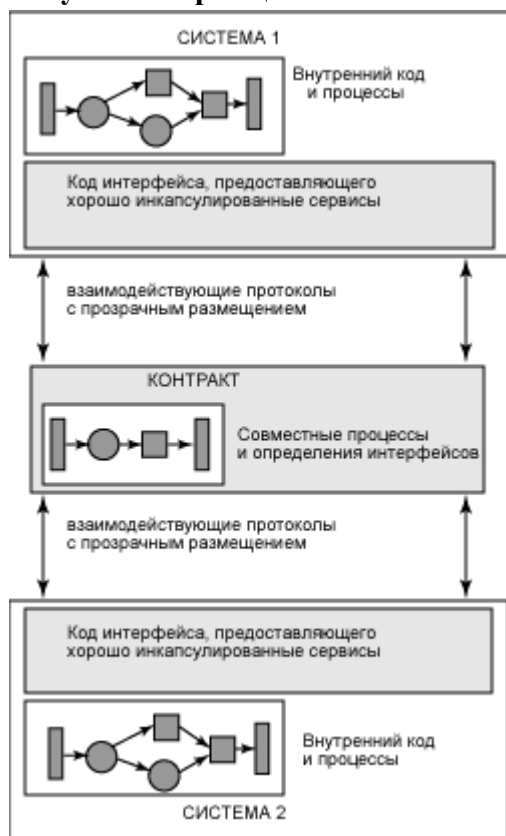 СИСТЕМА 1
Внутренний код
и процессы
Код интерфейса, предоставляющего
хорошо инкапсулированные сервисы
взаимодействующие протоколы
с прозрачным размещением
КОНТРАКТ
Совместные процессы
и определения интерфейсов
взаимодействующие протоколы
с прозрачным размещением
Код интерфейса, предоставляющего
хорошо инкапсулированные сервисы
Внутренний код
и процессы
СИСТЕМА 2